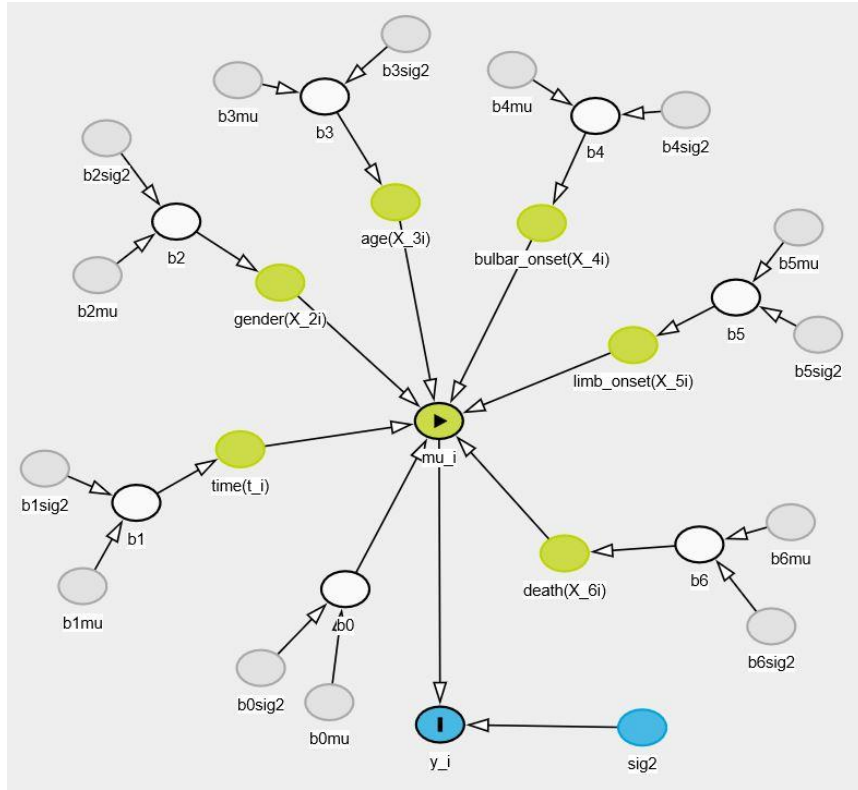 b3sig2
b3mu
b3
b4mu
b4
b4sig2
b2sig2
b2
b2mu
age(X_3i)
bulbar_onset(X_4i)
b5mu
gender(X_2i)
b5
limb_onset(X_5i)
b5sig2
mu_i
time(t_i)
b1sig2
b1
b1mu
b6mu
b6
death(X_6i)
b6sig2
b0
b0sig2
b0mu
y_i
sig2